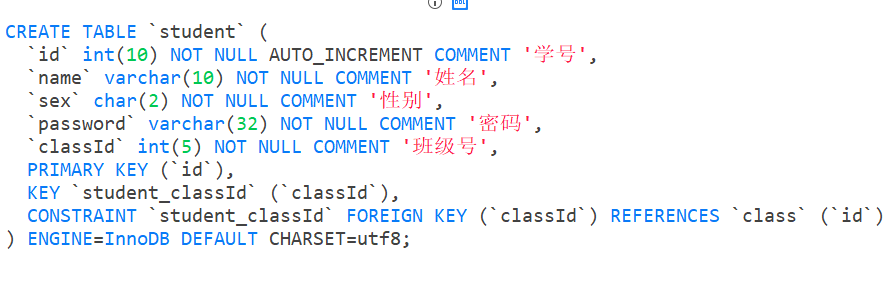 CREATE TABLE `student` (
  `id` int(10) NOT NULL AUTO_INCREMENT COMMENT '学号',
  `name` varchar(10) NOT NULL COMMENT '姓名',
  `sex` char(2) NOT NULL COMMENT '性别',
  `password` varchar(32) NOT NULL COMMENT '密码',
  `classId` int(5) NOT NULL COMMENT '班级号',
  PRIMARY KEY (`id`),
  KEY `student_classId` (`classId`),
  CONSTRAINT `student_classId` FOREIGN KEY (`classId`) REFERENCES `class` (`id`)
) ENGINE=InnoDB DEFAULT CHARSET=utf8;